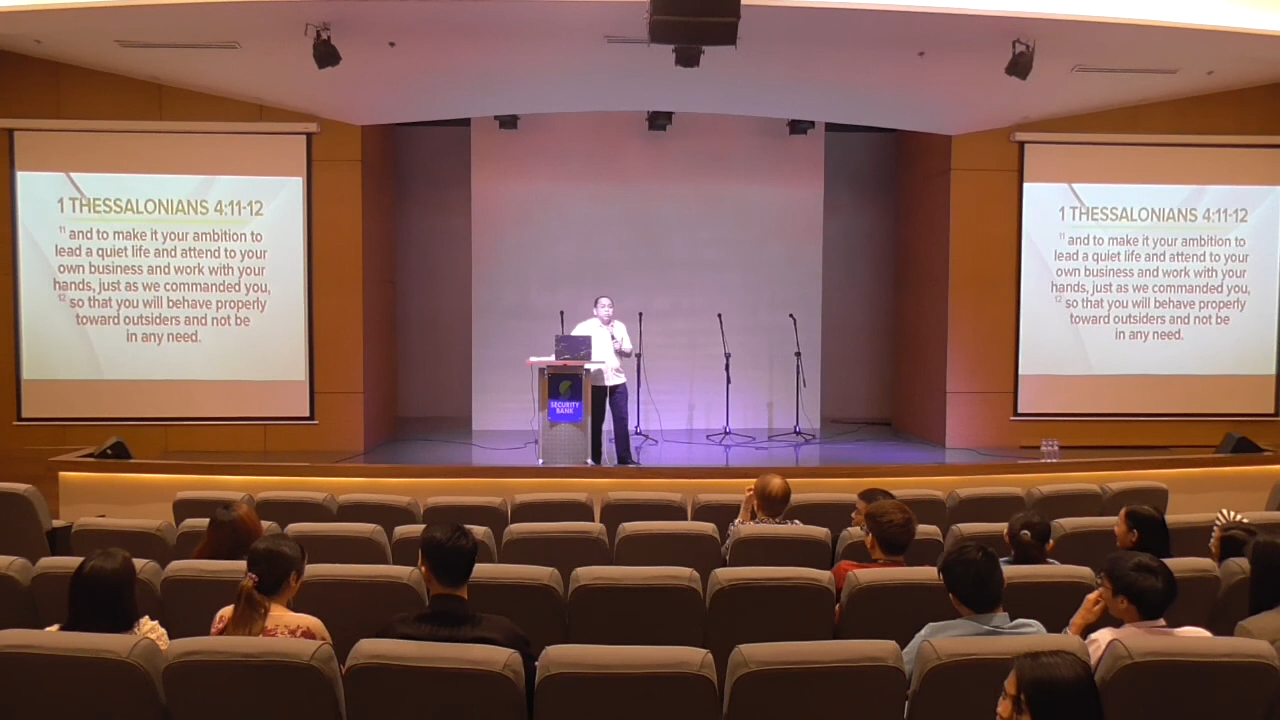 1 THESSALONIANS 4:11-12
11 and to make it your ambition to
lead a quiet life and attend to your
own business and work with your
hands, just as we commanded you,
12 so that you will behave properly
toward outsiders and not be
in any need.
SECURITY
BANK
1 THESSALONIANS 4:11-12
11 and to make it your ambition to
lead a quiet life and attend to your
own business and work with your
hands, just as we commanded you,
12 so that you will behave properly
toward outsiders and not be
in any need.